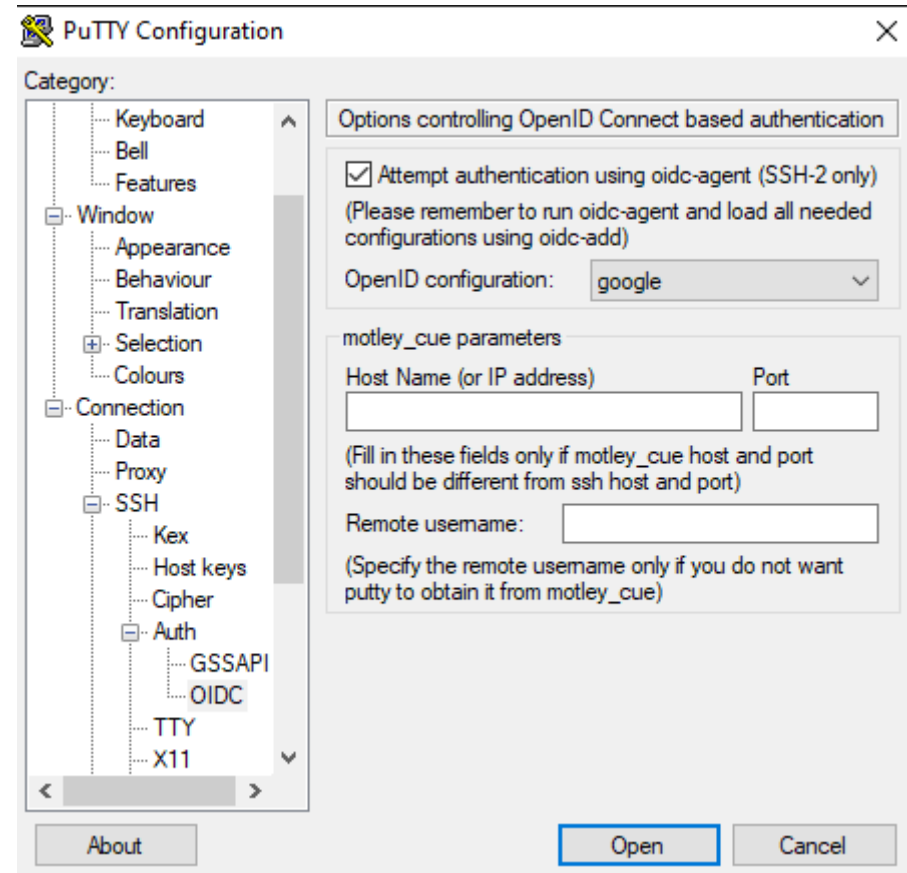 PuTTY Configuration
Category:
Keyboard
Bell
Features
Window
Appearance
Behaviour
Translation
Selection
Colours
Connection
Data
Proxy
SSH
Kex
Host keys
Cipher
Auth
GSSAPI
OIDC
TTY
X11
Options controlling OpenID Connect based authentication
Attempt authentication using oidc-agent (SSH-2 only)
(Please remember to run oidc-agent and load all needed
configurations using oidc-add)
OpenID configuration: google
motley_cue parameters
Host Name (or IP address) Port
(Fill in these fields only if motley_cue host and port
should be different from ssh host and port)
Remote username:
(Specify the remote username only if you do not want
putty to obtain it from motley_cue)
About Open Cancel